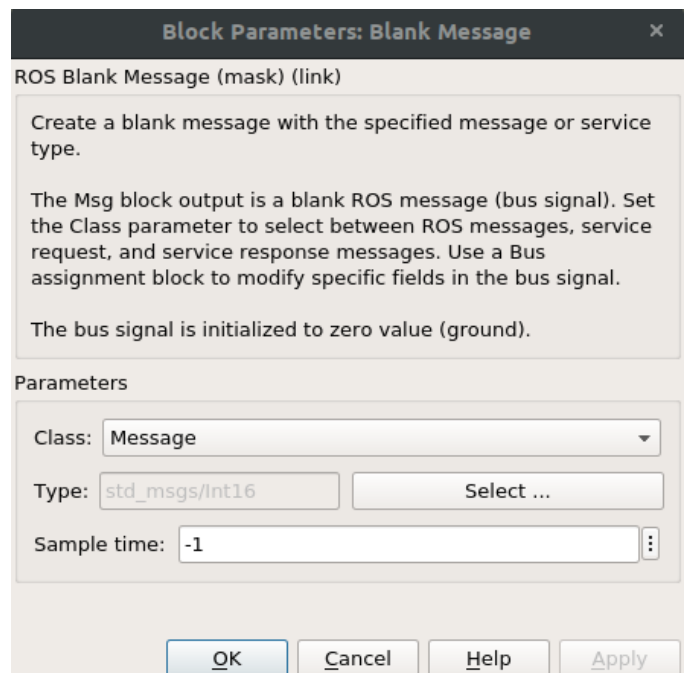 Block Parameters: Blank Message ×
ROS Blank Message (mask) (link)
Create a blank message with the specified message or service
type.
The Msg block output is a blank ROS message (bus signal). Set
the Class parameter to select between ROS messages, service
request, and service response messages. Use a Bus
assignment block to modify specific fields in the bus signal.
The bus signal is initialized to zero value (ground).
Parameters
Class: Message
Type: std_msgs/Int16 Select ...
Sample time: -1
OK Cancel Help Apply